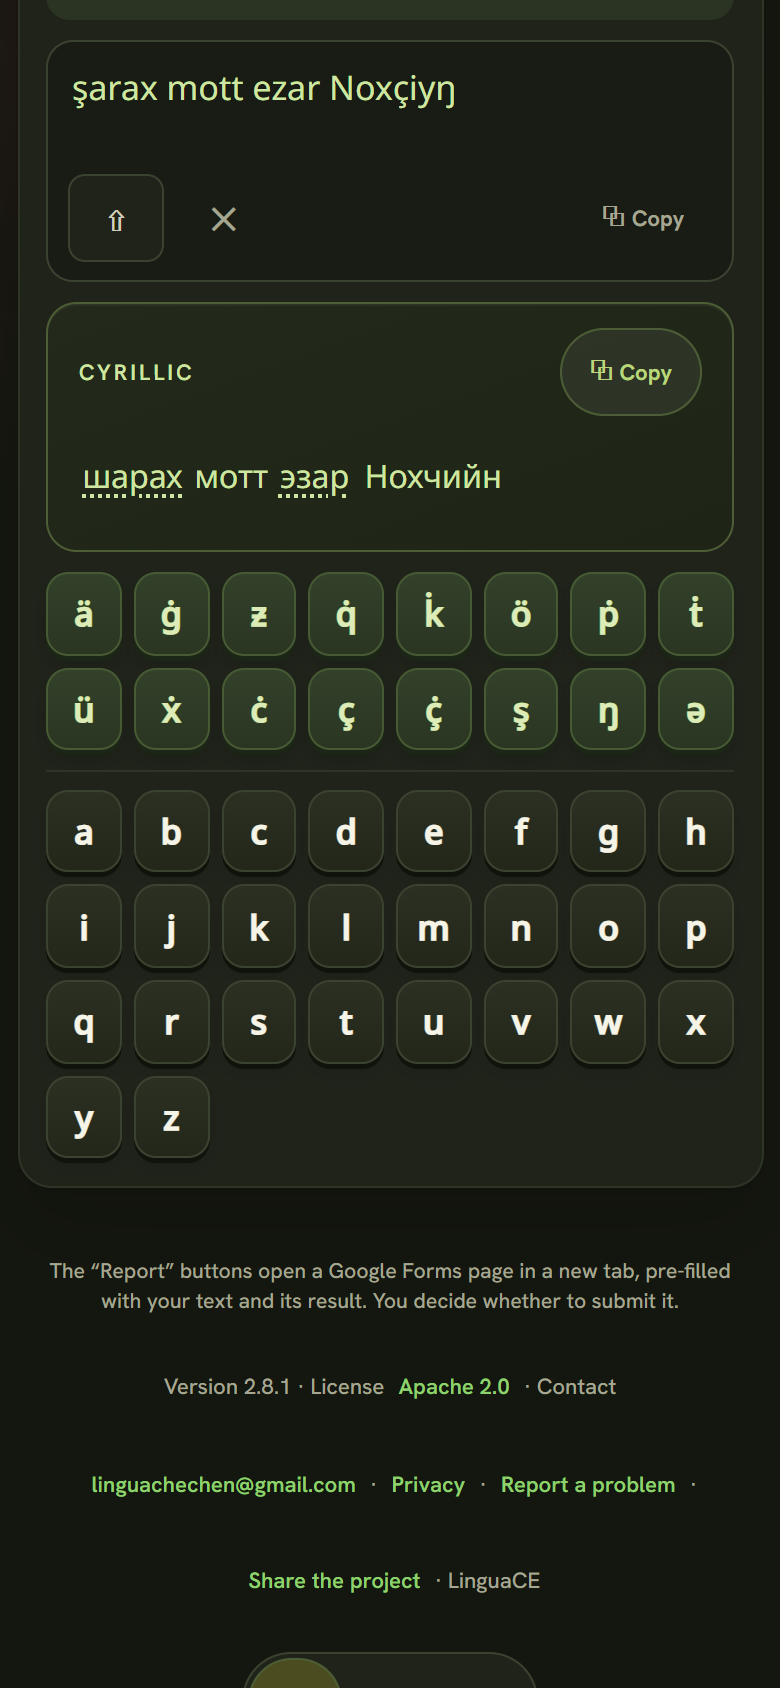 şarax mott ezar Noxçiyŋ
⇧ × Copy
CYRILLIC Copy
шарах мотт эзар Нохчийн
ä ġ ƶ q̇ k̇ ö ṗ ṫ
ü ẋ ċ ç ç̇ ş ŋ ə
a b c d e f g h
i j k l m n o p
q r s t u v w x
y z
The “Report” buttons open a Google Forms page in a new tab, pre-filled
with your text and its result. You decide whether to submit it.
Version 2.8.1 · License Apache 2.0 · Contact
linguachechen@gmail.com · Privacy · Report a problem ·
Share the project · LinguaCE